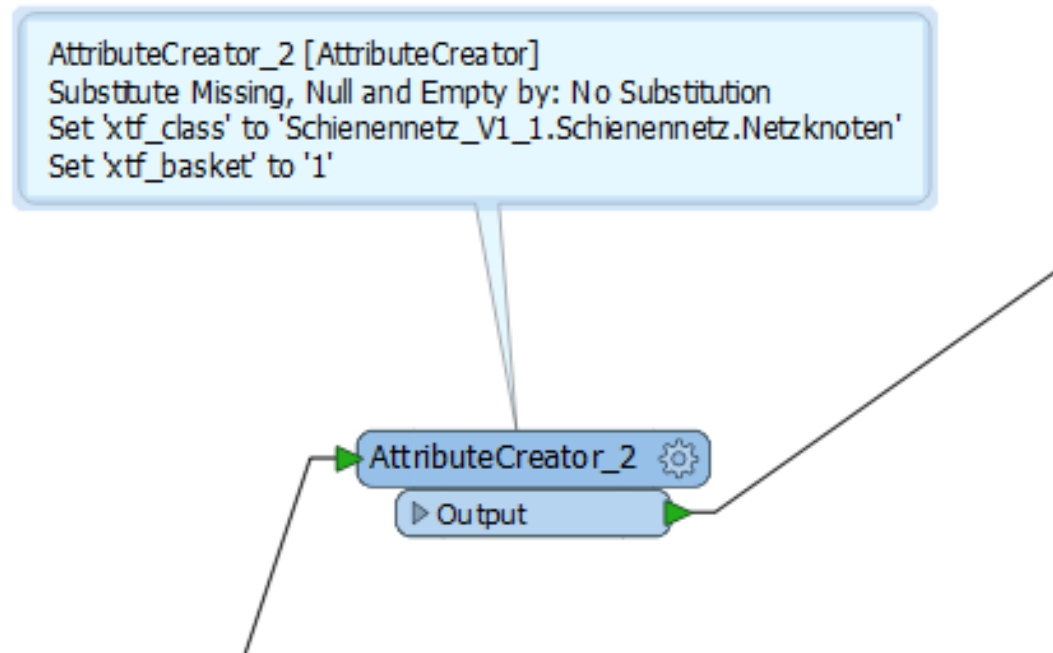 AttributeCreator_2 [AttributeCreator]
Substitute Missing, Null and Empty by: No Substitution
Set 'xtf_class' to 'Schienennetz_V1_1.Schienennetz.Netzknoten'
Set 'xtf_basket' to '1'
AttributeCreator_2
Output